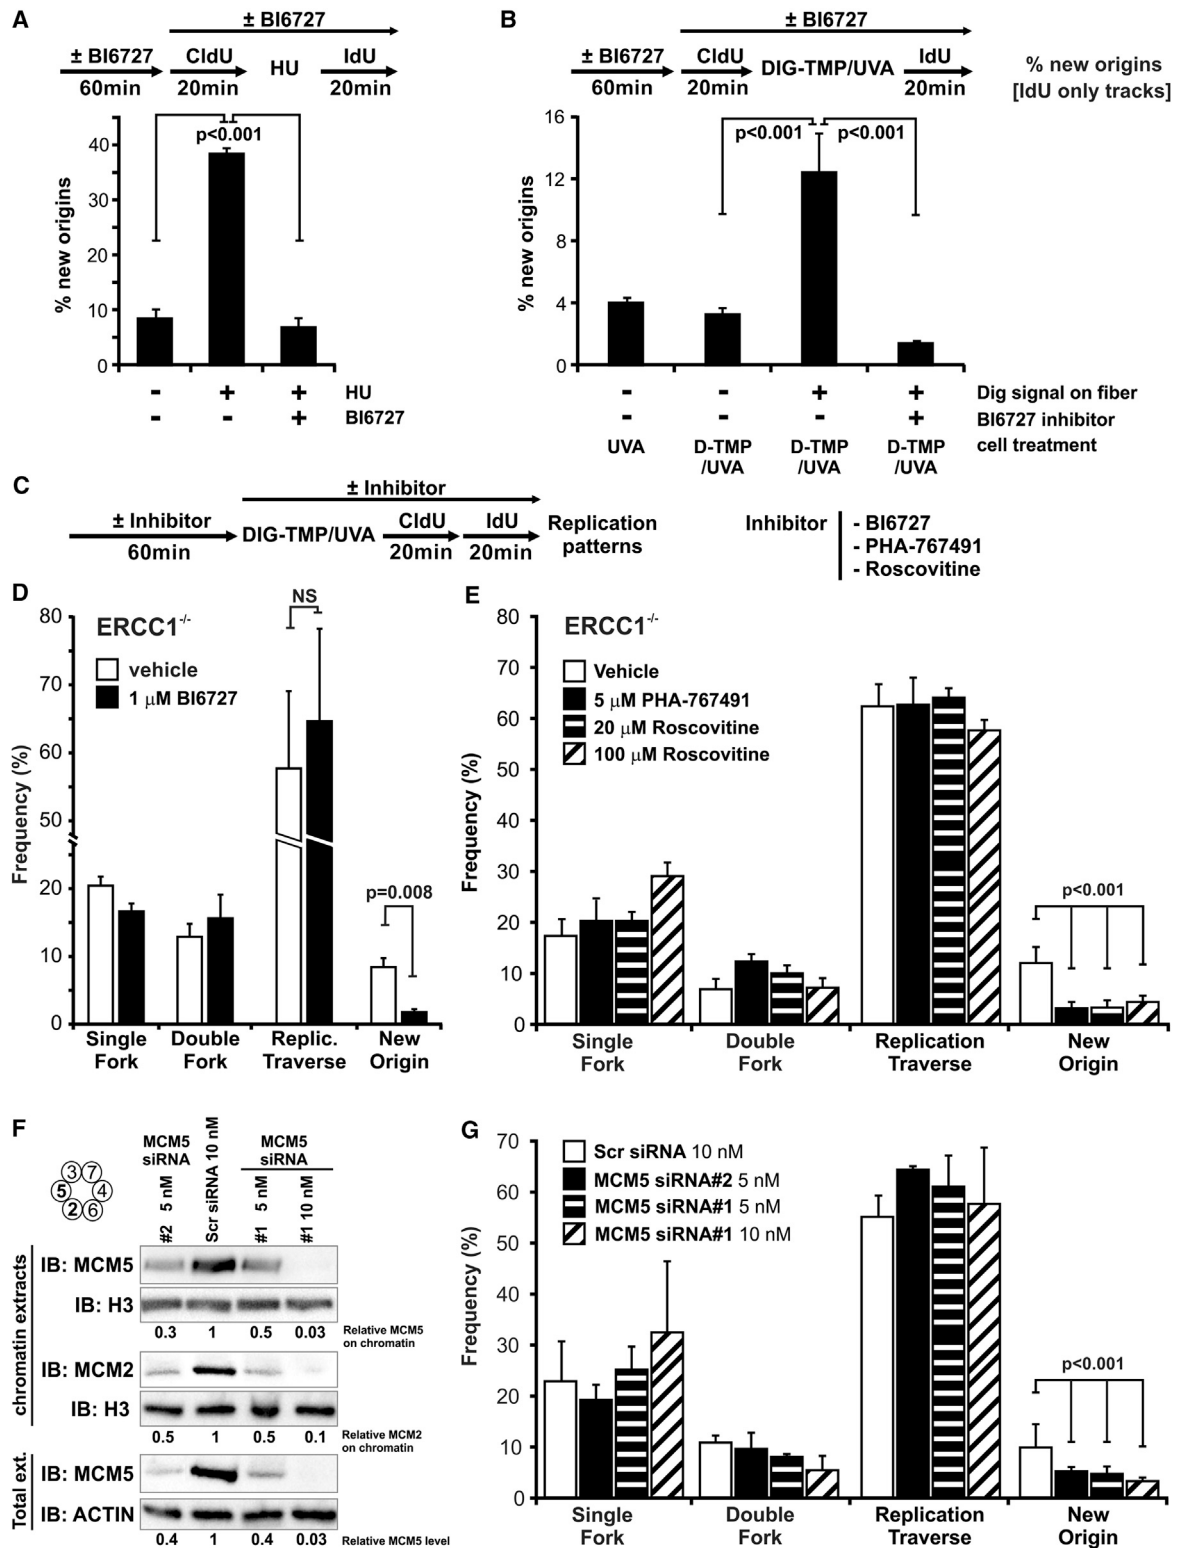 A
± BI6727
± BI6727
CldU
HU
IdU
60min
20min
20min
p<0.001
% new origins
40
30
20
10
0
- + + HU
- - + BI6727
B
± BI6727
± BI6727
CldU
DIG-TMP/UVA
IdU
60min
20min
20min
% new origins
[IdU only tracks]
p<0.001
p<0.001
% new origins
16
12
8
4
0
- - + + Dig signal on fiber
- - - + BI6727 inhibitor
UVA D-TMP D-TMP D-TMP cell treatment
/UVA /UVA /UVA
C
± Inhibitor
± Inhibitor
60min
DIG-TMP/UVA
CldU
20min
IdU
20min
Replication
patterns
Inhibitor
- BI6727
- PHA-767491
- Roscovitine
D
ERCC1-/-
vehicle
1 µM BI6727
NS
p=0.008
Frequency (%)
80
70
60
50
20
10
0
Single
Fork
Double
Fork
Replic.
Traverse
New
Origin
E
ERCC1-/-
Vehicle
5 µM PHA-767491
20 µM Roscovitine
100 µM Roscovitine
p<0.001
Frequency (%)
80
70
60
50
40
30
20
10
0
Single
Fork
Double
Fork
Replication
Traverse
New
Origin
F
3 7
5 4
2 6
MCM5
siRNA
Scr siRNA 10 nM
MCM5
siRNA
#2 5 nM
#1 5 nM
#1 10 nM
chromatin extracts
IB: MCM5
IB: H3
0.3 1 0.5 0.03 Relative MCM5
on chromatin
IB: MCM2
IB: H3
0.5 1 0.5 0.1 Relative MCM2
on chromatin
Total ext.
IB: MCM5
IB: ACTIN
0.4 1 0.4 0.03 Relative MCM5 level
G
Scr siRNA 10 nM
MCM5 siRNA#2 5 nM
MCM5 siRNA#1 5 nM
MCM5 siRNA#1 10 nM
p<0.001
Frequency (%)
70
60
50
40
30
20
10
0
Single
Fork
Double
Fork
Replication
Traverse
New
Origin